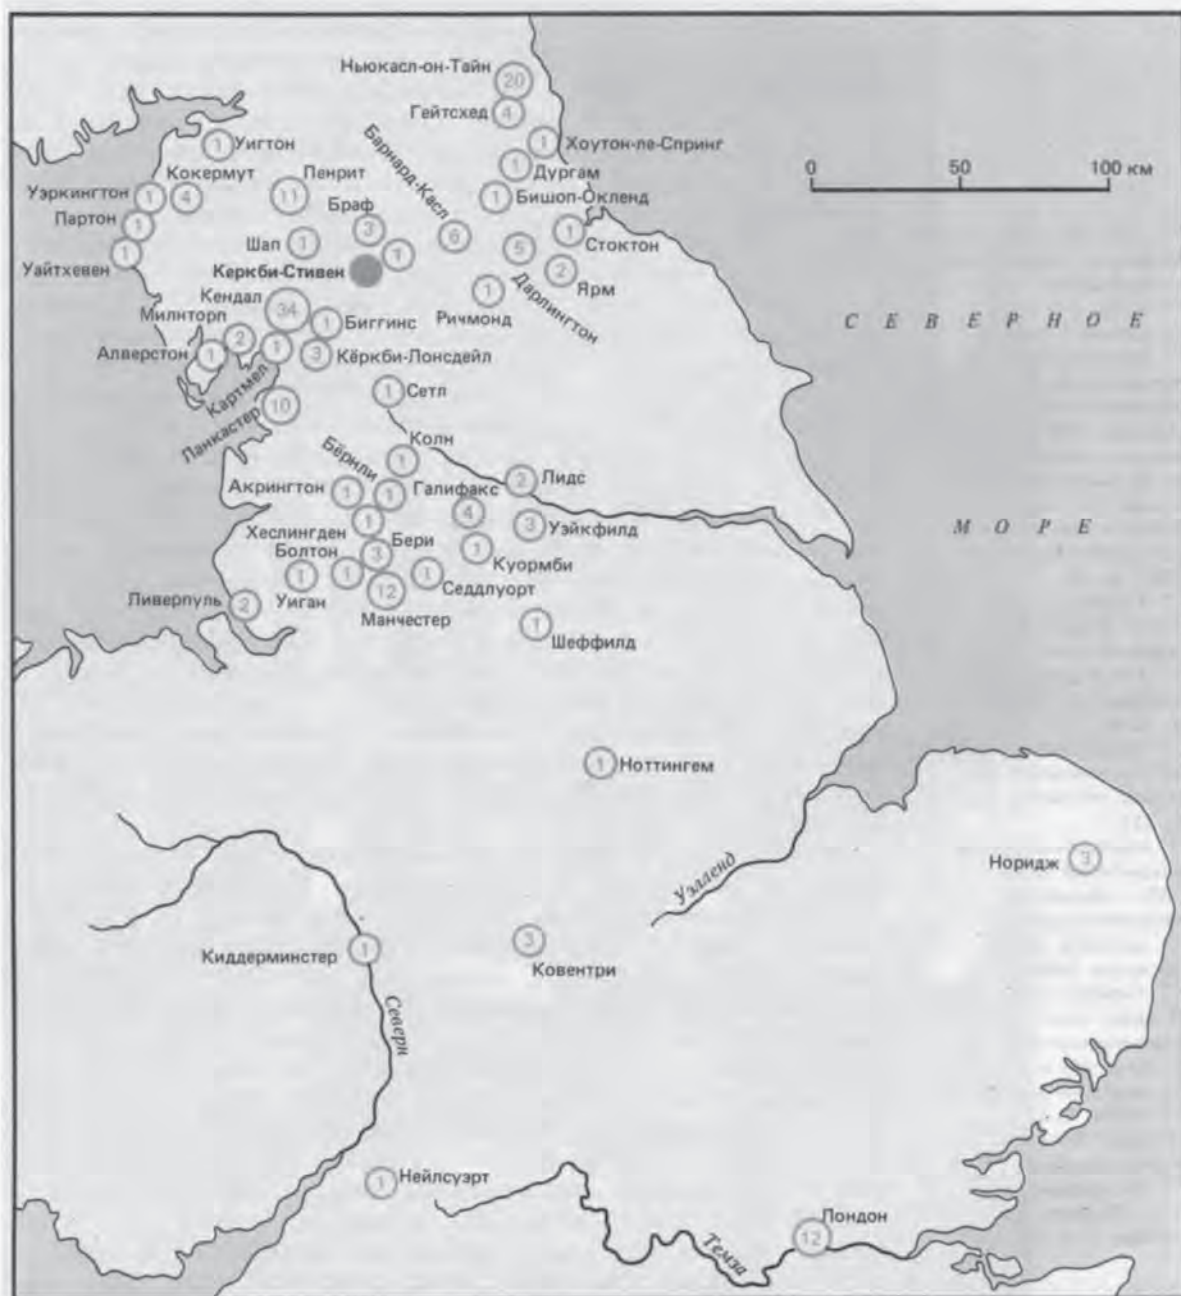 Ньюкасл-он-Тайн
20
Гейтсхед
4
1
Уигтон
Барнард-Касл
1
Хоутон-ле-Спринг
0 50 100 км
1
Дургам
Уэркингтон
1
Кокермут
4
Пенрит
11
1
Бишоп-Окленд
Партон
1
Браф
3
6
1
Стоктон
Шап
1
1
5
Дарлингтон
Уайтхевен
1
Керкби-Стивен
2
Ярм
1
Ричмонд
Кендал
34
СЕВЕРНОЕ
Милнторп
2
1
Биггинс
Алверстон
1
1
Картмел
3
Кёркби-Лонсдейл
Ланкастер
10
1
Сетл
Колн
1
Бёрнли
1
Акрингтон
1
Галифакс
4
2
Лидс
Хеслингден
1
3
Уэйкфилд
МОРЕ
Болтон
1
Бери
3
1
Куормби
1
Уиган
1
Седдлуорт
Ливерпуль
2
12
Манчестер
1
Шеффилд
1
Ноттингем
Уэлленд
Норидж
3
Киддерминстер
1
3
Ковентри
Северн
1
Нейлсуэрт
Темза
Лондон
12